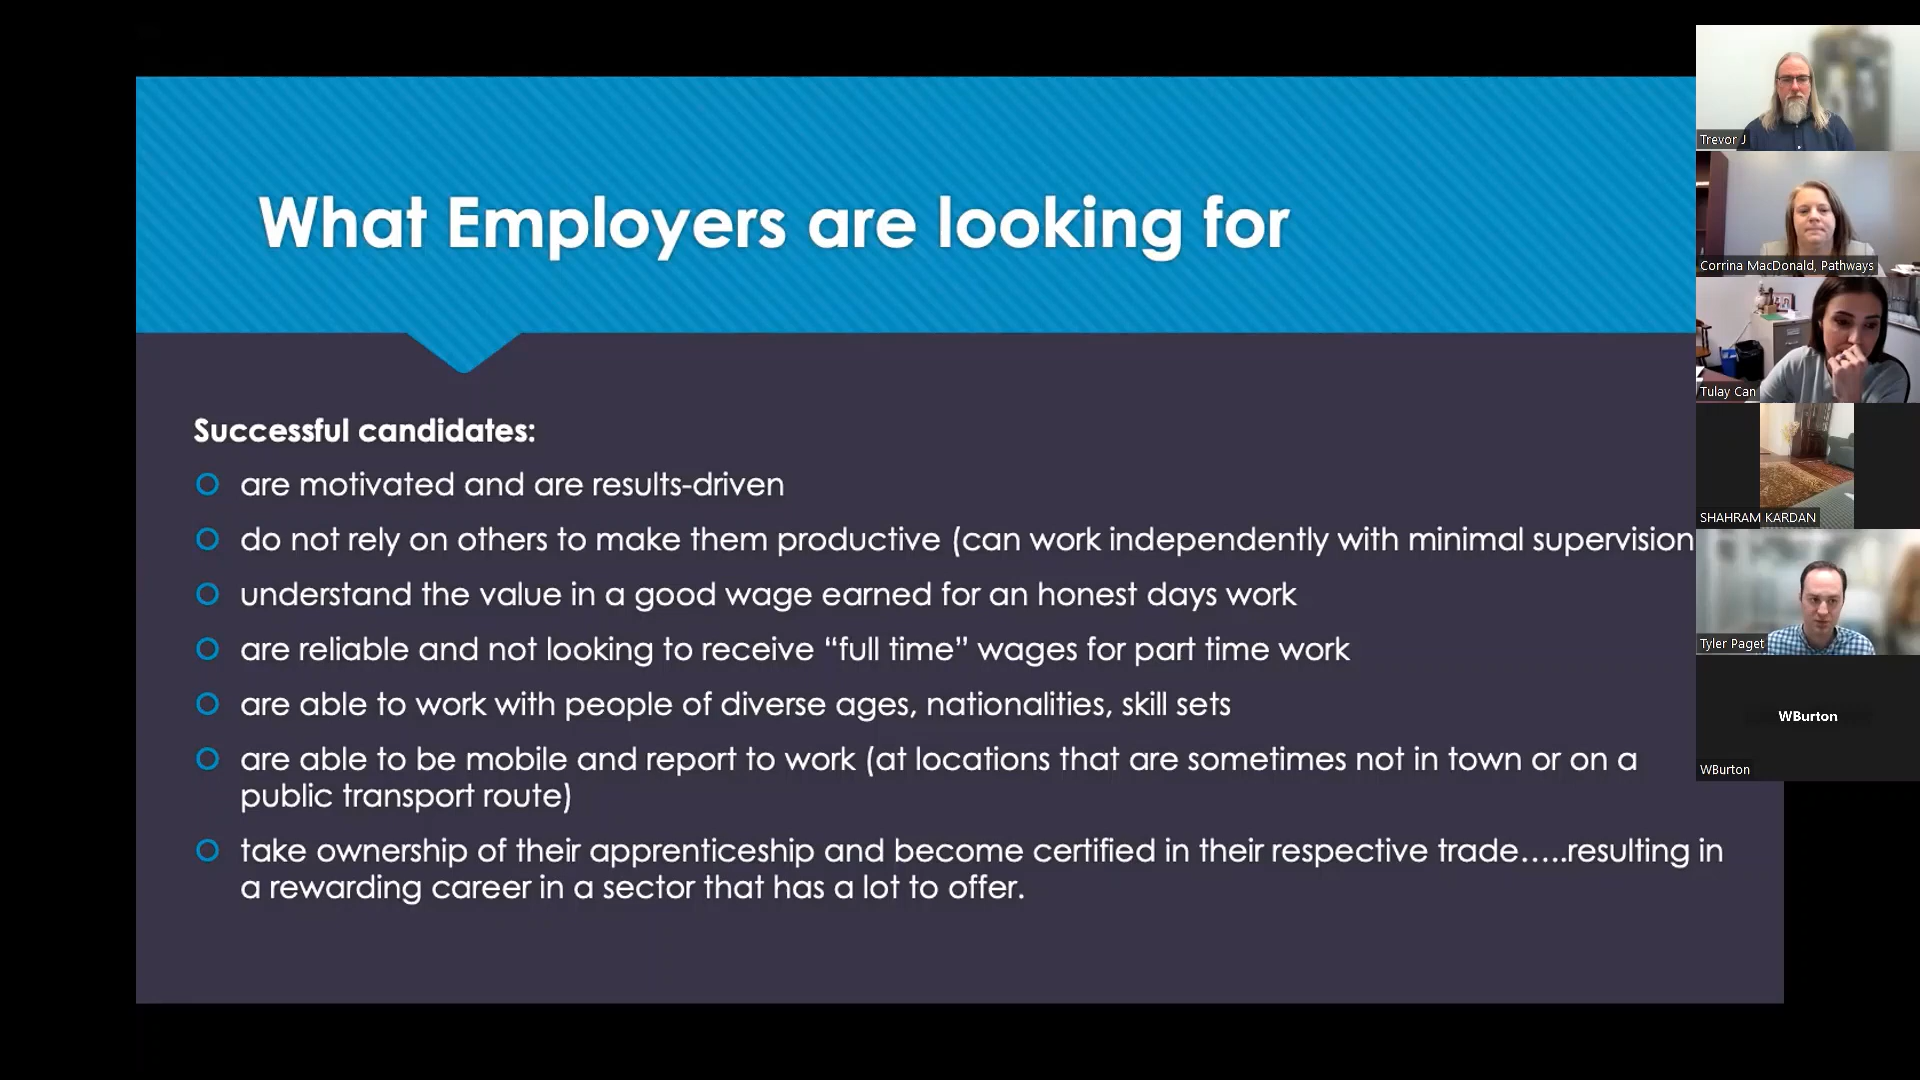 What Employers are looking for
Successful candidates:
are motivated and are results-driven
do not rely on others to make them productive (can work independently with minimal supervision
understand the value in a good wage earned for an honest days work
are reliable and not looking to receive “full time” wages for part time work
are able to work with people of diverse ages, nationalities, skill sets
are able to be mobile and report to work (at locations that are sometimes not in town or on a
public transport route)
take ownership of their apprenticeship and become certified in their respective trade…..resulting in
a rewarding career in a sector that has a lot to offer.
Trevor J
Corrina MacDonald, Pathways
Tulay Can
SHAHRAM KARDAN
Tyler Paget
WBurton
WBurton